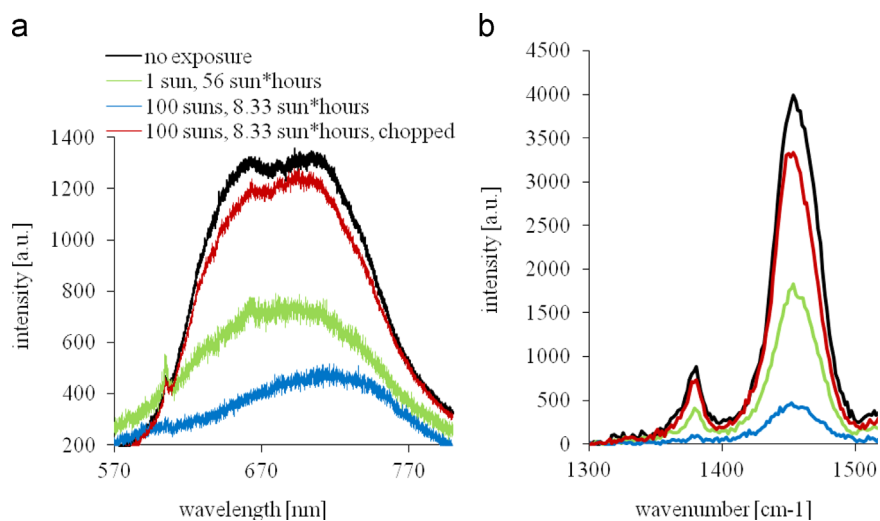 a
no exposure
1 sun, 56 sun*hours
100 suns, 8.33 sun*hours
100 suns, 8.33 sun*hours, chopped
1400
1200
1000
800
600
400
200
intensity [a.u.]
570
670
770
wavelength [nm]
b
4500
4000
3500
3000
2500
2000
1500
1000
500
0
intensity [a.u.]
1300
1400
1500
wavenumber [cm-1]